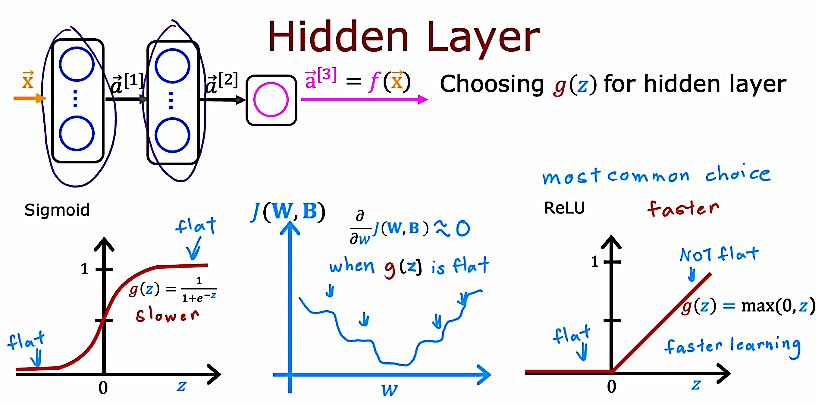 Hidden Layer
x⃗
a⃗[1]
a⃗[2]
a⃗[3] = f(x⃗)
Choosing g(z) for hidden layer
most common choice
Sigmoid
flat
1
g(z) = 1/(1+e^-z)
slower
flat
0
z
J(W, B)
∂/∂w J(W, B) ≈ 0
when g(z) is flat
w
ReLU
faster
1
NOT flat
g(z) = max(0, z)
flat
faster learning
0
z